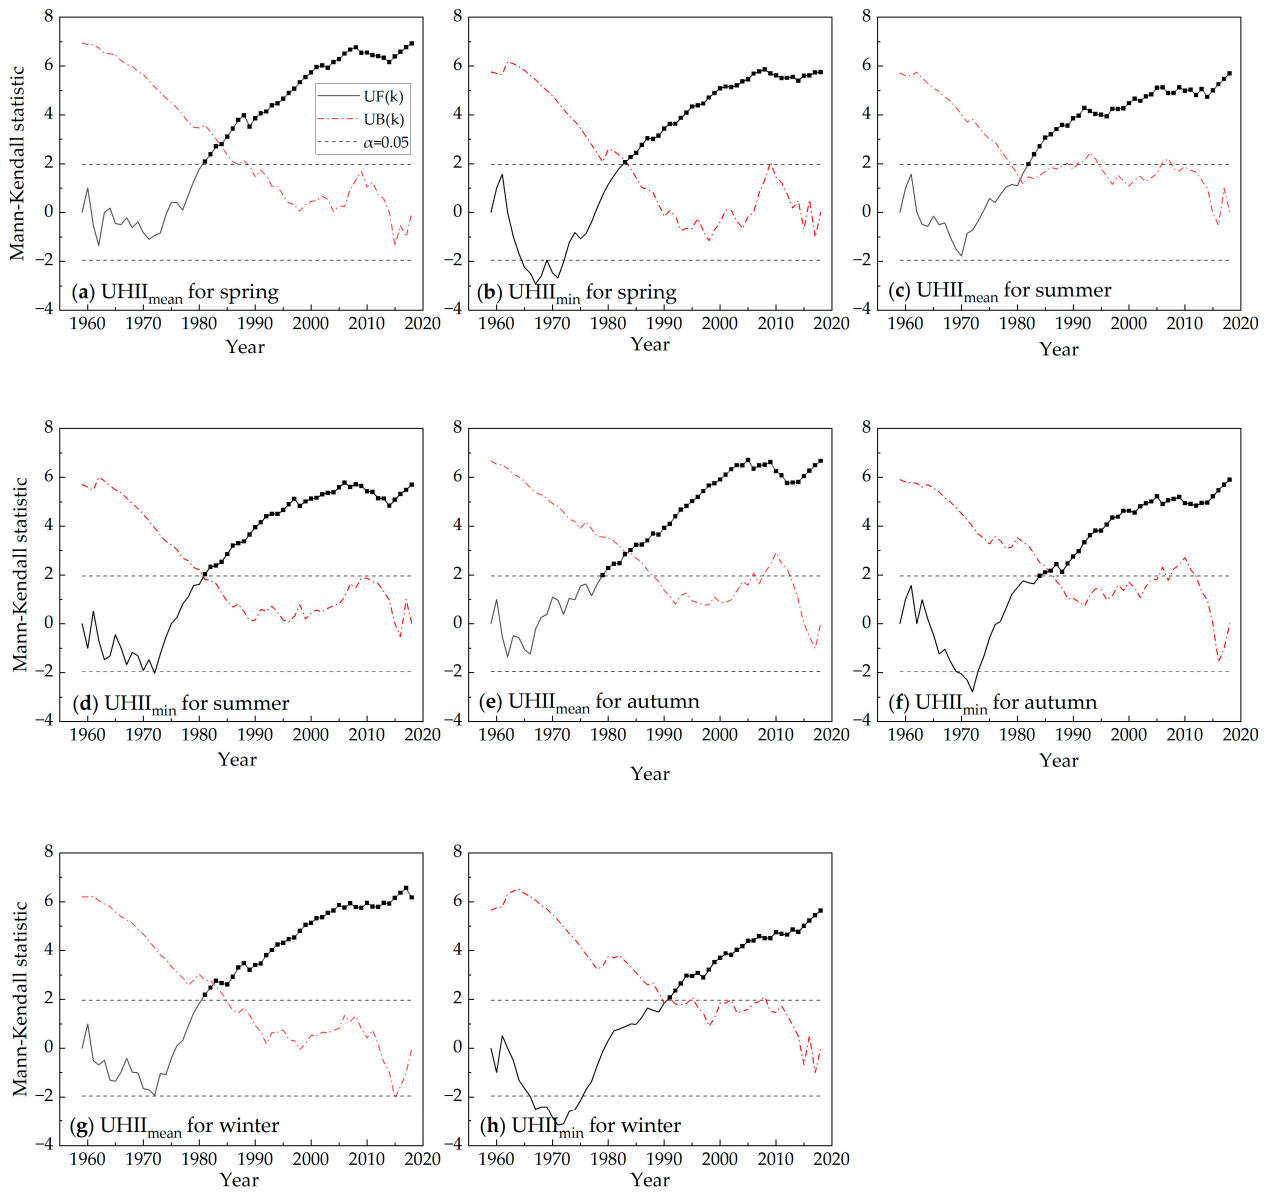 8
6
4
2
0
−2
−4
Mann-Kendall statistic
UF(k)
UB(k)
α=0.05
(a) UHIImean for spring
1960 1970 1980 1990 2000 2010 2020
Year
8
6
4
2
0
−2
−4
(b) UHIImin for spring
1960 1970 1980 1990 2000 2010 2020
Year
8
6
4
2
0
−2
−4
(c) UHIImean for summer
1960 1970 1980 1990 2000 2010 2020
Year
8
6
4
2
0
−2
−4
Mann-Kendall statistic
(d) UHIImin for summer
1960 1970 1980 1990 2000 2010 2020
Year
8
6
4
2
0
−2
−4
(e) UHIImean for autumn
1960 1970 1980 1990 2000 2010 2020
Year
8
6
4
2
0
−2
−4
(f) UHIImin for autumn
1960 1970 1980 1990 2000 2010 2020
Year
8
6
4
2
0
−2
−4
Mann-Kendall statistic
(g) UHIImean for winter
1960 1970 1980 1990 2000 2010 2020
Year
8
6
4
2
0
−2
−4
(h) UHIImin for winter
1960 1970 1980 1990 2000 2010 2020
Year